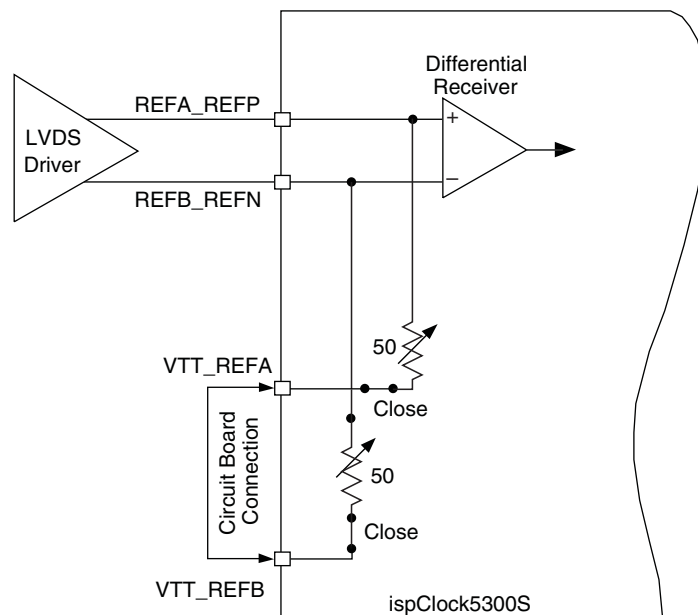 Differential
Receiver
REFA_REFP
+
LVDS
Driver
–
REFB_REFN
50
VTT_REFA
Close
Circuit Board
Connection
50
Close
VTT_REFB
ispClock5300S